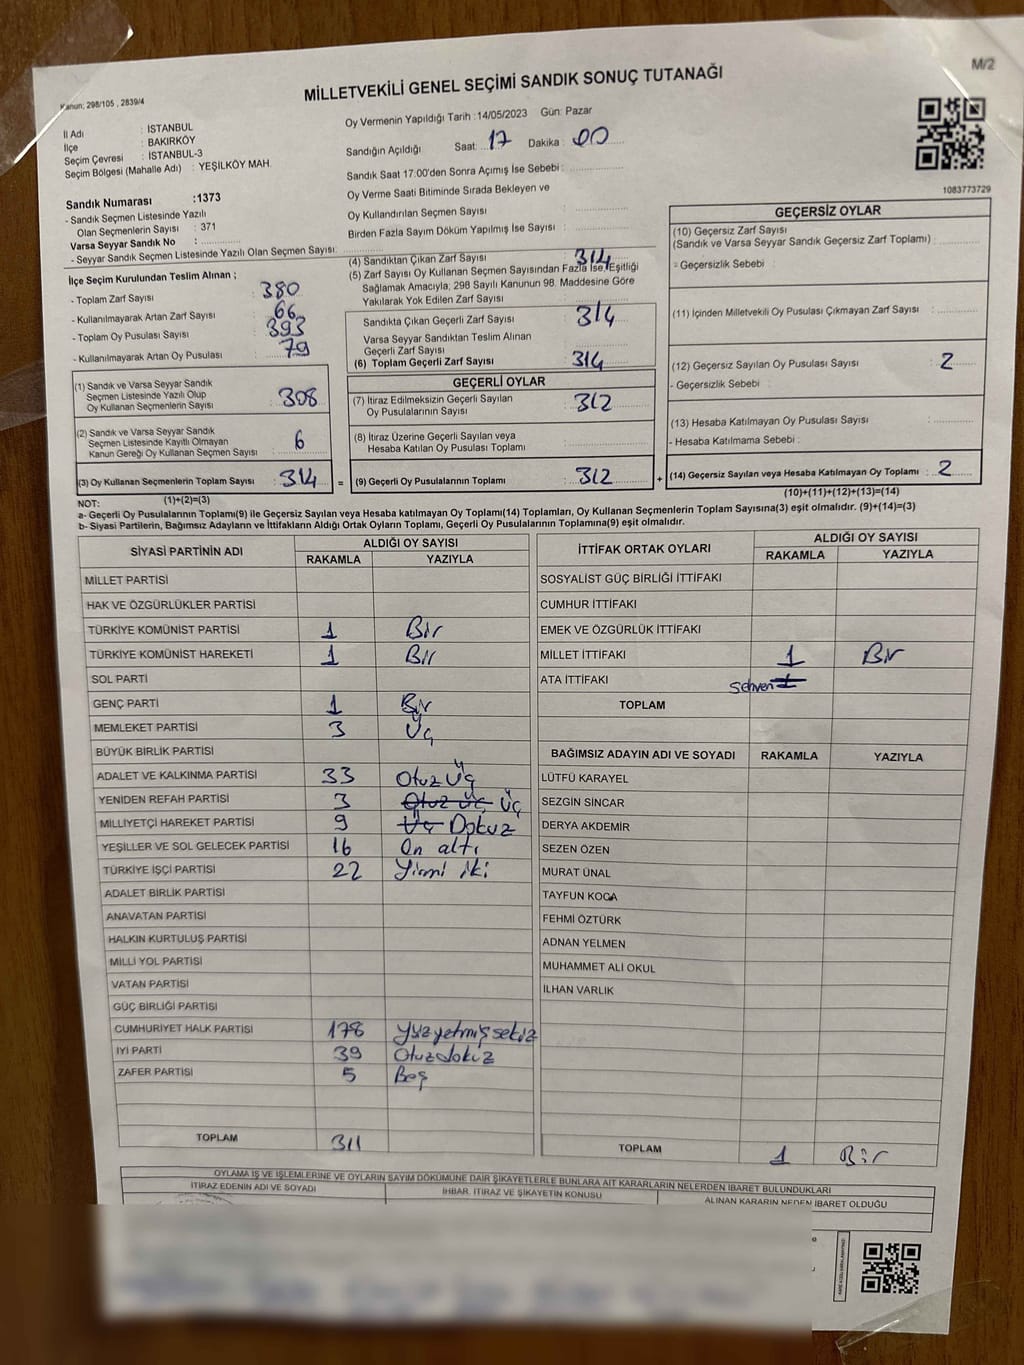 M/2
MİLLETVEKİLİ GENEL SEÇİMİ SANDIK SONUÇ TUTANAĞI
Kanun; 298/105 , 2839/4
İl Adı : İSTANBUL
İlçe : BAKIRKÖY
Seçim Çevresi : İSTANBUL-3
Seçim Bölgesi (Mahalle Adı) : YEŞİLKÖY MAH.
Sandık Numarası :1373
- Sandık Seçmen Listesinde Yazılı
Olan Seçmenlerin Sayısı : 371
Varsa Seyyar Sandık No :
- Seyyar Sandık Seçmen Listesinde Yazılı Olan Seçmen Sayısı:
Oy Vermenin Yapıldığı Tarih :14/05/2023 Gün: Pazar
Sandığın Açıldığı Saat: 17 Dakika : 00
Sandık Saat 17:00'den Sonra Açımış İse Sebebi :
Oy Verme Saati Bitiminde Sırada Bekleyen ve
Oy Kullandırılan Seçmen Sayısı
Birden Fazla Sayım Döküm Yapılmış İse Sayısı :
1083773729
İlçe Seçim Kurulundan Teslim Alınan ;
- Toplam Zarf Sayısı : 380
- Kullanılmayarak Artan Zarf Sayısı : 66
- Toplam Oy Pusulası Sayısı : 393
- Kullanılmayarak Artan Oy Pusulası : 79
(1) Sandık ve Varsa Seyyar Sandık
Seçmen Listesinde Yazılı Olup
Oy Kullanan Seçmenlerin Sayısı : 308
(2) Sandık ve Varsa Seyyar Sandık
Seçmen Listesinde Kayıtlı Olmayan
Kanun Gereği Oy Kullanan Seçmen Sayısı : 6
(3) Oy Kullanan Seçmenlerin Toplam Sayısı : 314 =
(1)+(2)=(3)
(4) Sandıktan Çıkan Zarf Sayısı : 314
(5) Zarf Sayısı Oy Kullanan Seçmen Sayısından Fazla İse, Eşitliği
Sağlamak Amacıyla; 298 Sayılı Kanunun 98. Maddesine Göre
Yakılarak Yok Edilen Zarf Sayısı :
Sandıkta Çıkan Geçerli Zarf Sayısı : 314
Varsa Seyyar Sandıktan Teslim Alınan
Geçerli Zarf Sayısı :
(6) Toplam Geçerli Zarf Sayısı : 314
GEÇERLİ OYLAR
(7) İtiraz Edilmeksizin Geçerli Sayılan
Oy Pusulalarının Sayısı : 312
(8) İtiraz Üzerine Geçerli Sayılan veya
Hesaba Katılan Oy Pusulası Toplamı :
(9) Geçerli Oy Pusulalarının Toplamı : 312 +
GEÇERSİZ OYLAR
(10) Geçersiz Zarf Sayısı
(Sandık ve Varsa Seyyar Sandık Geçersiz Zarf Toplamı) :
- Geçersizlik Sebebi :
(11) İçinden Milletvekili Oy Pusulası Çıkmayan Zarf Sayısı :
(12) Geçersiz Sayılan Oy Pusulası Sayısı : 2
- Geçersizlik Sebebi :
(13) Hesaba Katılmayan Oy Pusulası Sayısı :
- Hesaba Katılmama Sebebi :
(14) Geçersiz Sayılan veya Hesaba Katılmayan Oy Toplamı : 2
(10)+(11)+(12)+(13)=(14)
NOT:
a- Geçerli Oy Pusulalarının Toplamı(9) ile Geçersiz Sayılan veya Hesaba katılmayan Oy Toplamı(14) Toplamları, Oy Kullanan Seçmenlerin Toplam Sayısına(3) eşit olmalıdır. (9)+(14)=(3)
b- Siyasi Partilerin, Bağımsız Adayların ve İttifakların Aldığı Ortak Oyların Toplamı, Geçerli Oy Pusulalarının Toplamına(9) eşit olmalıdır.
SİYASİ PARTİNİN ADI ALDIĞI OY SAYISI
RAKAMLA YAZIYLA
MİLLET PARTİSİ
HAK VE ÖZGÜRLÜKLER PARTİSİ
TÜRKİYE KOMÜNİST PARTİSİ 1 Bir
TÜRKİYE KOMÜNİST HAREKETİ 1 Bir
SOL PARTİ
GENÇ PARTİ 1 Bir
MEMLEKET PARTİSİ 3 Üç
BÜYÜK BİRLİK PARTİSİ
ADALET VE KALKINMA PARTİSİ 33 Otuz Üç
YENİDEN REFAH PARTİSİ 3 Otuz üç Üç
MİLLİYETÇİ HAREKET PARTİSİ 9 Üç Dokuz
YEŞİLLER VE SOL GELECEK PARTİSİ 16 On altı
TÜRKİYE İŞÇİ PARTİSİ 22 Yirmi iki
ADALET BİRLİK PARTİSİ
ANAVATAN PARTİSİ
HALKIN KURTULUŞ PARTİSİ
MİLLİ YOL PARTİSİ
VATAN PARTİSİ
GÜÇ BİRLİĞİ PARTİSİ
CUMHURİYET HALK PARTİSİ 178 Yüzyetmişsekiz
İYİ PARTİ 39 Otuzdokuz
ZAFER PARTİSİ 5 Beş
TOPLAM 311
İTTİFAK ORTAK OYLARI ALDIĞI OY SAYISI
RAKAMLA YAZIYLA
SOSYALİST GÜÇ BİRLİĞİ İTTİFAKI
CUMHUR İTTİFAKI
EMEK VE ÖZGÜRLÜK İTTİFAKI
MİLLET İTTİFAKI 1 Bir
ATA İTTİFAKI Sehven 1
TOPLAM
BAĞIMSIZ ADAYIN ADI VE SOYADI RAKAMLA YAZIYLA
LÜTFÜ KARAYEL
SEZGİN SİNCAR
DERYA AKDEMİR
SEZEN ÖZEN
MURAT ÜNAL
TAYFUN KOCA
FEHMİ ÖZTÜRK
ADNAN YELMEN
MUHAMMET ALİ OKUL
İLHAN VARLIK
TOPLAM 1 Bir
OYLAMA İŞ VE İŞLEMLERİNE VE OYLARIN SAYIM DÖKÜMÜNE DAİR ŞİKAYETLERLE BUNLARA AİT KARARLARIN NELERDEN İBARET BULUNDUKLARI
İTİRAZ EDENİN ADI VE SOYADI İHBAR, İTİRAZ VE ŞİKAYETİN KONUSU ALINAN KARARIN NEDEN İBARET OLDUĞU